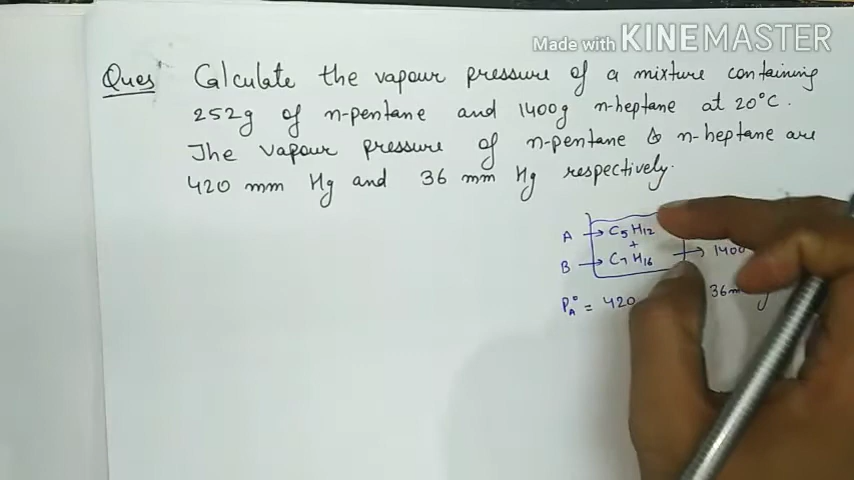 Made with KINEMASTER
Ques Calculate the vapour pressure of a mixture containing
252g of n-pentane and 1400g n-heptane at 20°C.
The vapour pressure of n-pentane & n-heptane are
420 mm Hg and 36 mm Hg respectively.
A → C5H12
+
B → C7H16 → 1400
PA° = 420 36m